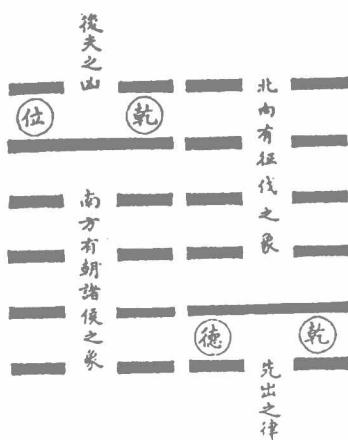 北向有征伐之象
乾德
先出之律
後夫之凶
乾位
南方有朝諸侯之象